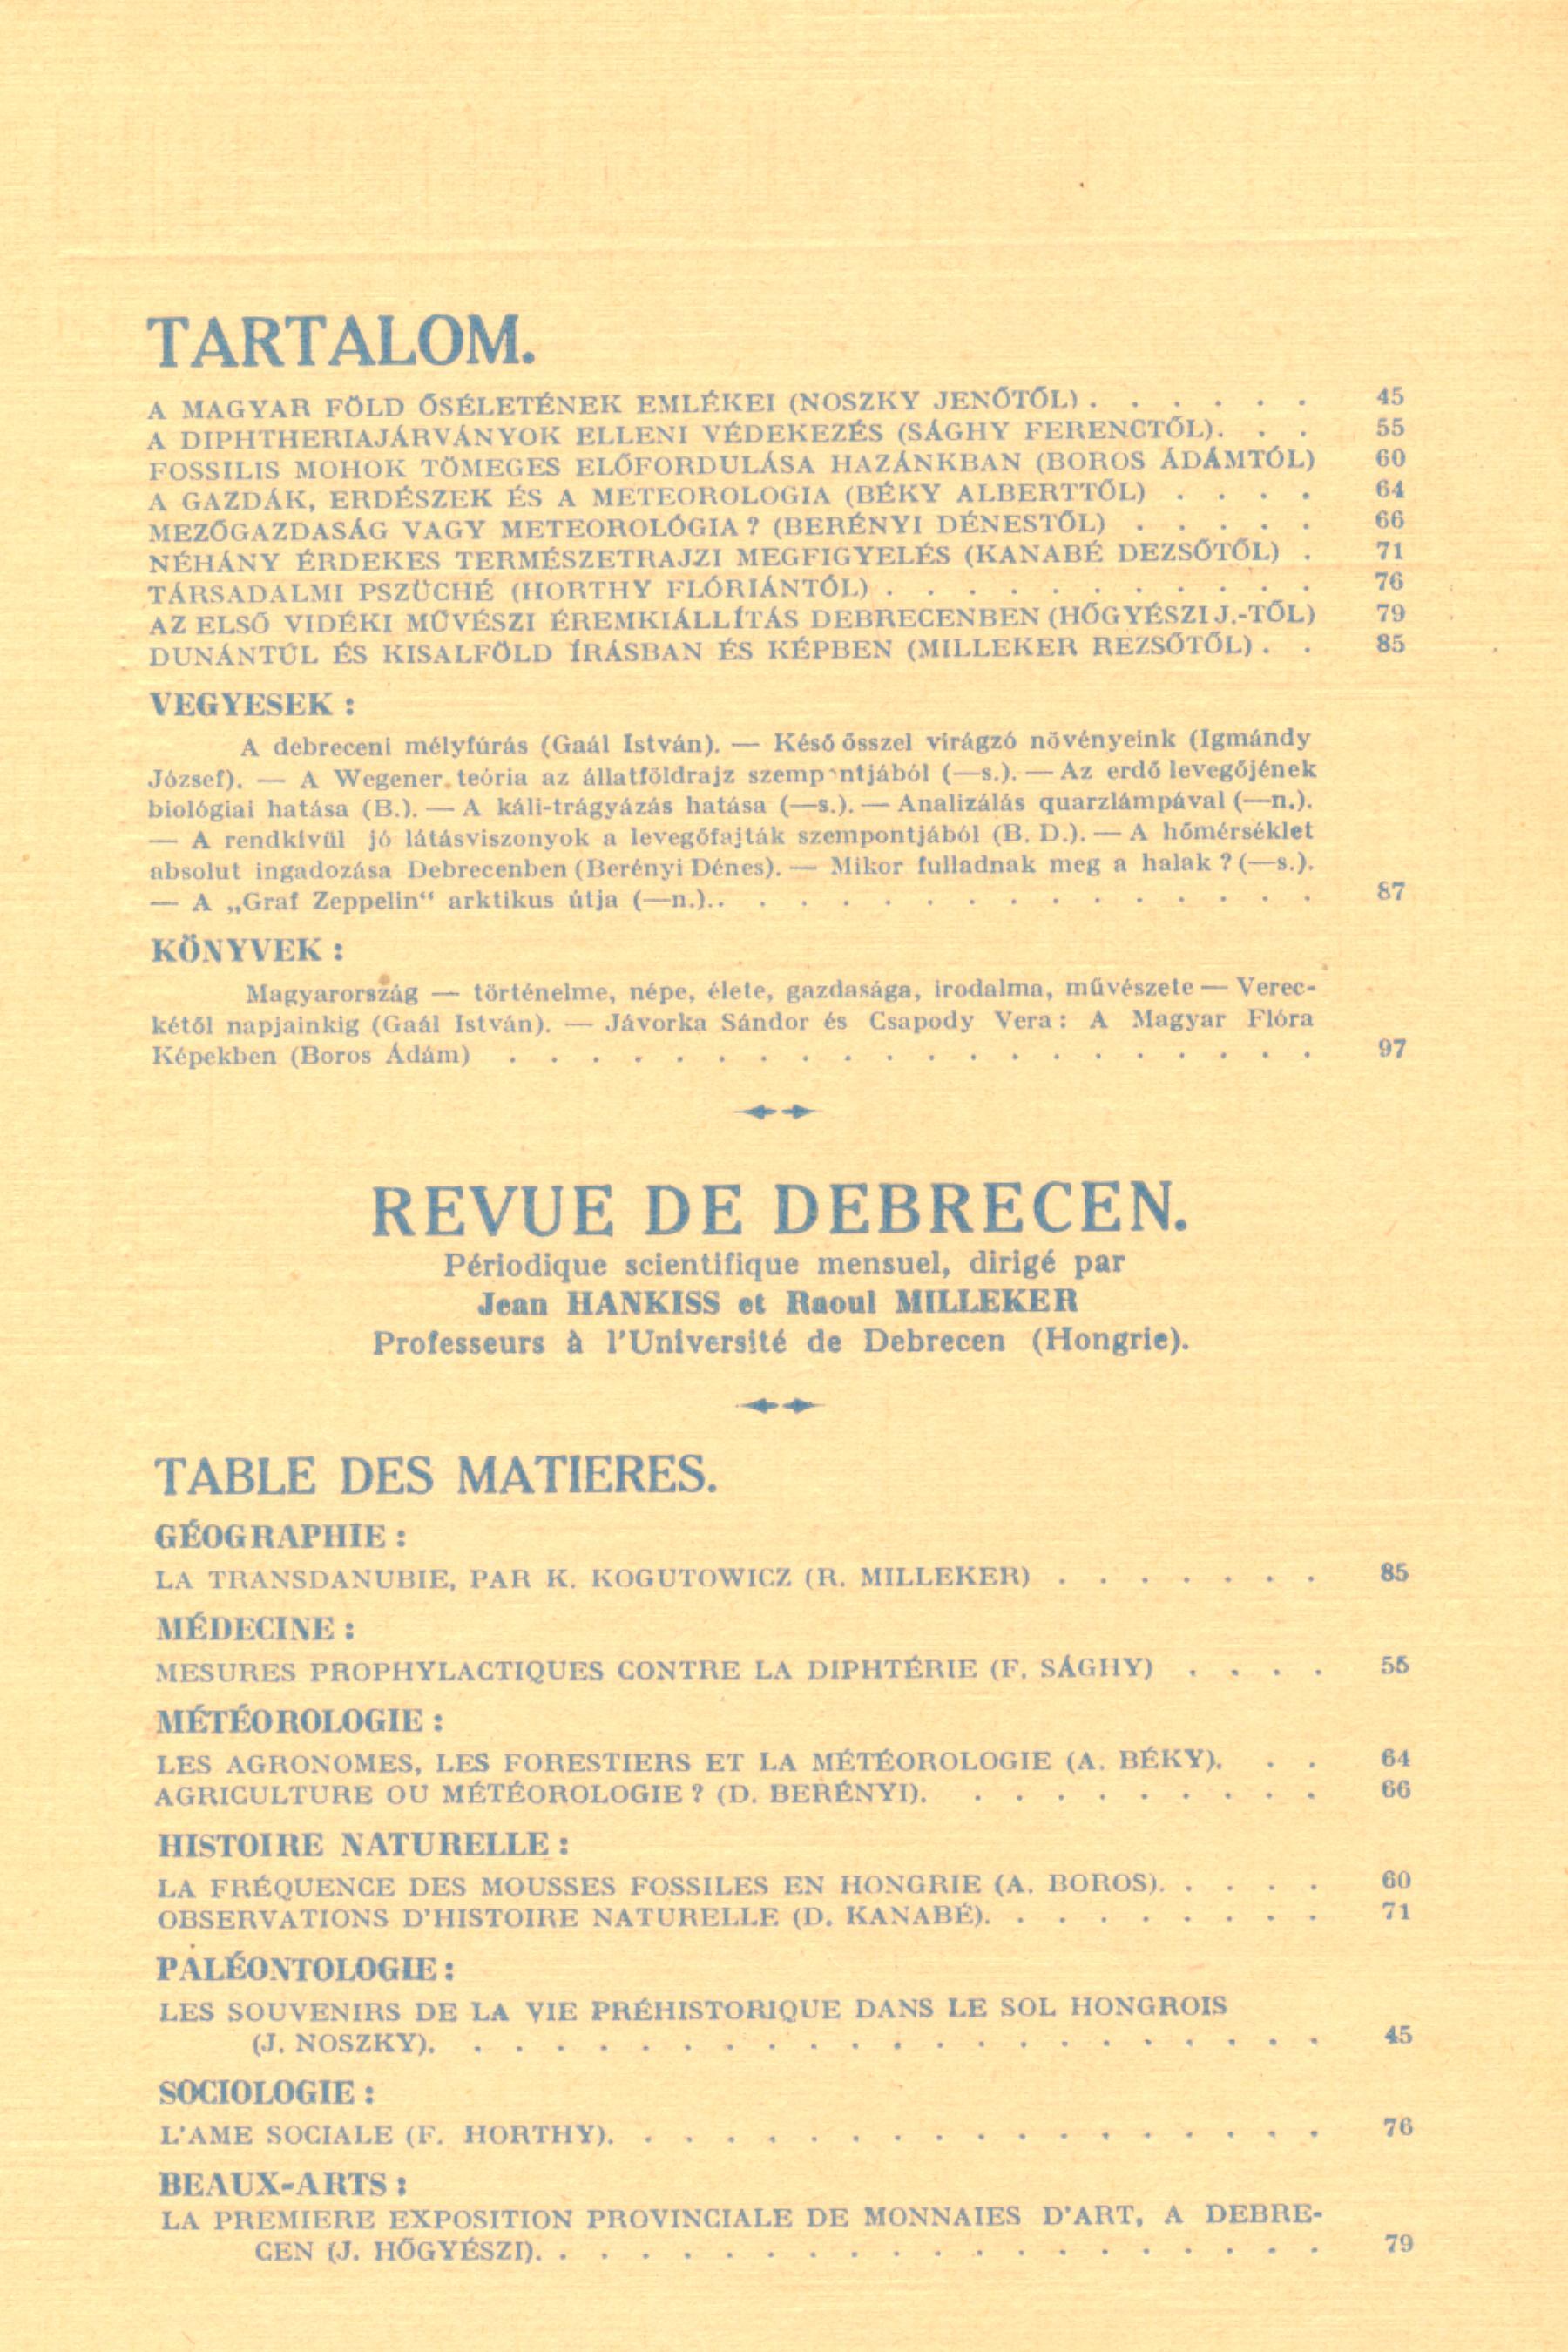 TARTALOM.
A MAGYAR FÖLD ŐSÉLETÉNEK EMLÉKEI (NOSZKY JENŐTŐL) . . . . . . 45
A DIPHTHERIAJÁRVÁNYOK ELLENI VÉDEKEZÉS (SÁGHY FERENCTŐL). . . 55
FOSSILIS MOHOK TÖMEGES ELŐFORDULÁSA HAZÁNKBAN (BOROS ÁDÁMTÓL) 60
A GAZDÁK, ERDÉSZEK ÉS A METEOROLOGIA (BÉKY ALBERTTŐL) . . . . 64
MEZŐGAZDASÁG VAGY METEOROLÓGIA? (BERÉNYI DÉNESTŐL) . . . . . 66
NÉHÁNY ÉRDEKES TERMÉSZETRAJZI MEGFIGYELÉS (KANABÉ DEZSŐTŐL) . 71
TÁRSADALMI PSZÜCHÉ (HORTHY FLÓRIÁNTÓL) . . . . . . . . . . . 76
AZ ELSŐ VIDÉKI MŰVÉSZI ÉREMKIÁLLÍTÁS DEBRECENBEN (HŐGYÉSZI J.-TŐL) 79
DUNÁNTÚL ÉS KISALFÖLD ÍRÁSBAN ÉS KÉPBEN (MILLEKER REZSŐTŐL) . . 85
VEGYESEK :
A debreceni mélyfúrás (Gaál István). — Késő ősszel virágzó növényeink (Igmándy
József). — A Wegener teória az állatföldrajz szempontjából (—s.). — Az erdő levegőjének
biológiai hatása (B.). — A káli-trágyázás hatása (—s.). — Analizálás quarzlámpával (—n.).
— A rendkívül jó látásviszonyok a levegőfajták szempontjából (B. D.). — A hőmérséklet
absolut ingadozása Debrecenben (Berényi Dénes). — Mikor fulladnak meg a halak ? (—s.).
— A „Graf Zeppelin“ arktikus útja (—n.).. . . . . . . . . . . . . . . 87
KÖNYVEK :
Magyarország — történelme, népe, élete, gazdasága, irodalma, művészete — Verec-
kétől napjainkig (Gaál István). — Jávorka Sándor és Csapody Vera : A Magyar Flóra
Képekben (Boros Ádám) . . . . . . . . . . . . . . . . . . . . 97
REVUE DE DEBRECEN.
Périodique scientifique mensuel, dirigé par
Jean HANKISS et Raoul MILLEKER
Professeurs à l'Université de Debrecen (Hongrie).
TABLE DES MATIERES.
GÉOGRAPHIE :
LA TRANSDANUBIE, PAR K. KOGUTOWICZ (R. MILLEKER) . . . . . . . 85
MÉDECINE :
MESURES PROPHYLACTIQUES CONTRE LA DIPHTÉRIE (F. SÁGHY) . . . . 55
MÉTÉOROLOGIE :
LES AGRONOMES, LES FORESTIERS ET LA MÉTÉOROLOGIE (A. BÉKY). . . 64
AGRICULTURE OU MÉTÉOROLOGIE ? (D. BERÉNYI). . . . . . . . . . 66
HISTOIRE NATURELLE :
LA FRÉQUENCE DES MOUSSES FOSSILES EN HONGRIE (A. BOROS). . . . . 60
OBSERVATIONS D'HISTOIRE NATURELLE (D. KANABÉ). . . . . . . . . 71
PALÉONTOLOGIE :
LES SOUVENIRS DE LA VIE PRÉHISTORIQUE DANS LE SOL HONGROIS
(J. NOSZKY). . . . . . . . . . . . . . . . . . . . . . 45
SOCIOLOGIE :
L'AME SOCIALE (F. HORTHY). . . . . . . . . . . . . . . . . . 76
BEAUX-ARTS :
LA PREMIERE EXPOSITION PROVINCIALE DE MONNAIES D'ART, A DEBRE-
CEN (J. HŐGYÉSZI). . . . . . . . . . . . . . . . . . . . 79